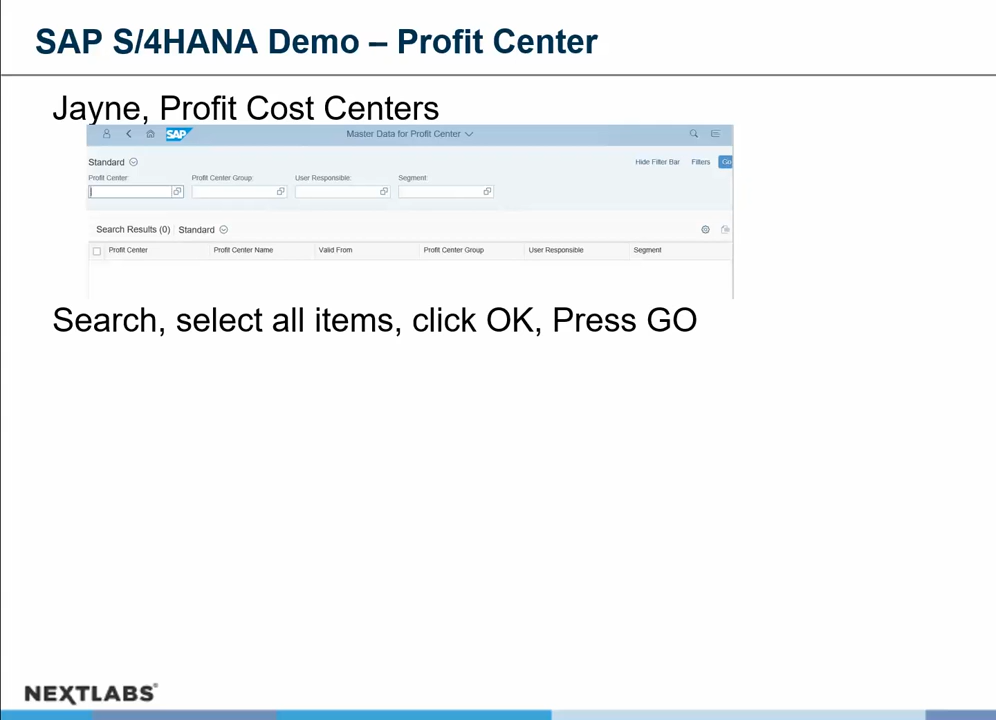 SAP S/4HANA Demo – Profit Center
Jayne, Profit Cost Centers
SAP Master Data for Profit Center
Standard Hide Filter Bar Filters Go
Profit Center: Profit Center Group: User Responsible: Segment:
Search Results (0) Standard
Profit Center Profit Center Name Valid From Profit Center Group User Responsible Segment
Search, select all items, click OK, Press GO
NEXTLABS®